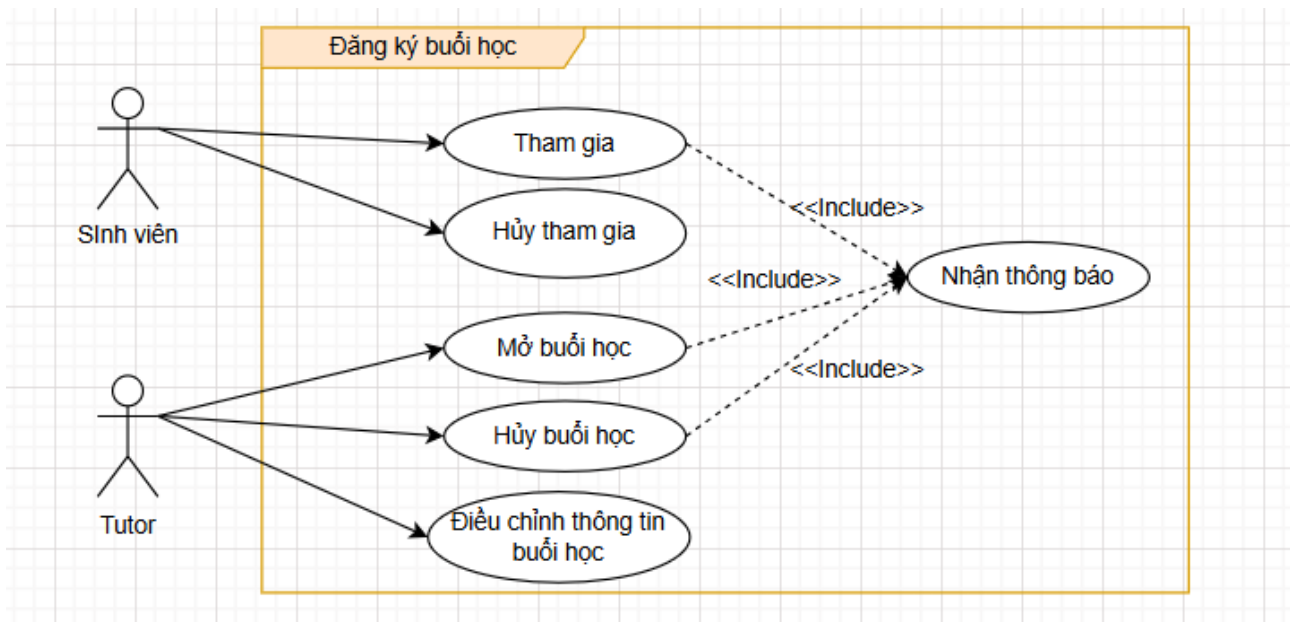 Đăng ký buổi học
Tham gia
<<Include>>
SInh viên
Hủy tham gia
Nhận thông báo
<<Include>>
Mở buổi học
<<Include>>
Hủy buổi học
Tutor
Điều chỉnh thông tin
buổi học